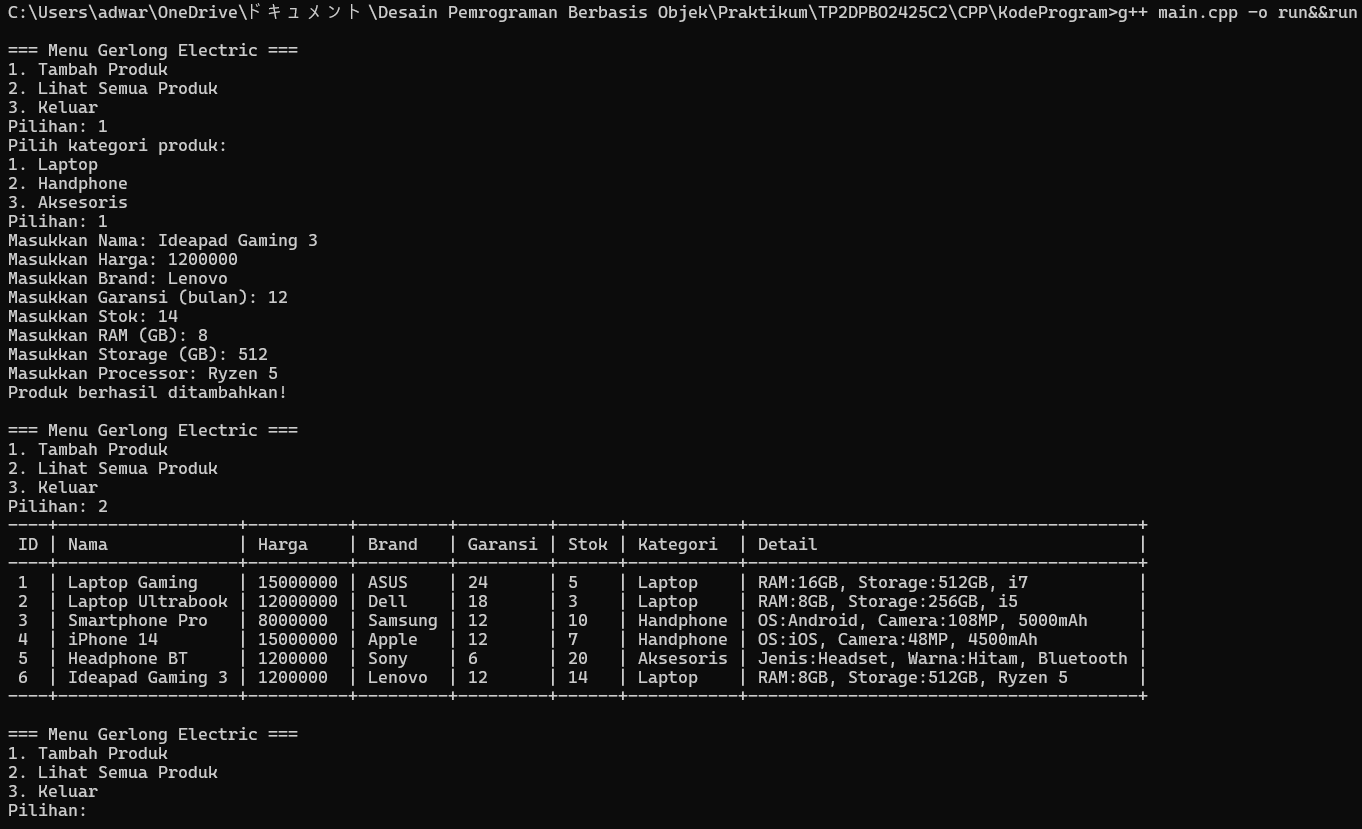 C:\Users\adwar\OneDrive\ドキュメント\Desain Pemrograman Berbasis Objek\Praktikum\TP2DPBO2425C2\CPP\KodeProgram>g++ main.cpp -o run&&run
=== Menu Gerlong Electric ===
1. Tambah Produk
2. Lihat Semua Produk
3. Keluar
Pilihan: 1
Pilih kategori produk:
1. Laptop
2. Handphone
3. Aksesoris
Pilihan: 1
Masukkan Nama: Ideapad Gaming 3
Masukkan Harga: 1200000
Masukkan Brand: Lenovo
Masukkan Garansi (bulan): 12
Masukkan Stok: 14
Masukkan RAM (GB): 8
Masukkan Storage (GB): 512
Masukkan Processor: Ryzen 5
Produk berhasil ditambahkan!
=== Menu Gerlong Electric ===
1. Tambah Produk
2. Lihat Semua Produk
3. Keluar
Pilihan: 2
----+------------------+----------+---------+----------+------+-----------+---------------------------------------+
 ID | Nama             | Harga    | Brand   | Garansi | Stok | Kategori  | Detail                                |
----+------------------+----------+---------+----------+------+-----------+---------------------------------------+
 1  | Laptop Gaming    | 15000000 | ASUS    | 24      | 5    | Laptop    | RAM:16GB, Storage:512GB, i7           |
 2  | Laptop Ultrabook | 12000000 | Dell    | 18      | 3    | Laptop    | RAM:8GB, Storage:256GB, i5            |
 3  | Smartphone Pro   | 8000000  | Samsung | 12      | 10   | Handphone | OS:Android, Camera:108MP, 5000mAh     |
 4  | iPhone 14        | 15000000 | Apple   | 12      | 7    | Handphone | OS:iOS, Camera:48MP, 4500mAh          |
 5  | Headphone BT     | 1200000  | Sony    | 6       | 20   | Aksesoris | Jenis:Headset, Warna:Hitam, Bluetooth |
 6  | Ideapad Gaming 3 | 1200000  | Lenovo  | 12      | 14   | Laptop    | RAM:8GB, Storage:512GB, Ryzen 5       |
----+------------------+----------+---------+----------+------+-----------+---------------------------------------+
=== Menu Gerlong Electric ===
1. Tambah Produk
2. Lihat Semua Produk
3. Keluar
Pilihan: